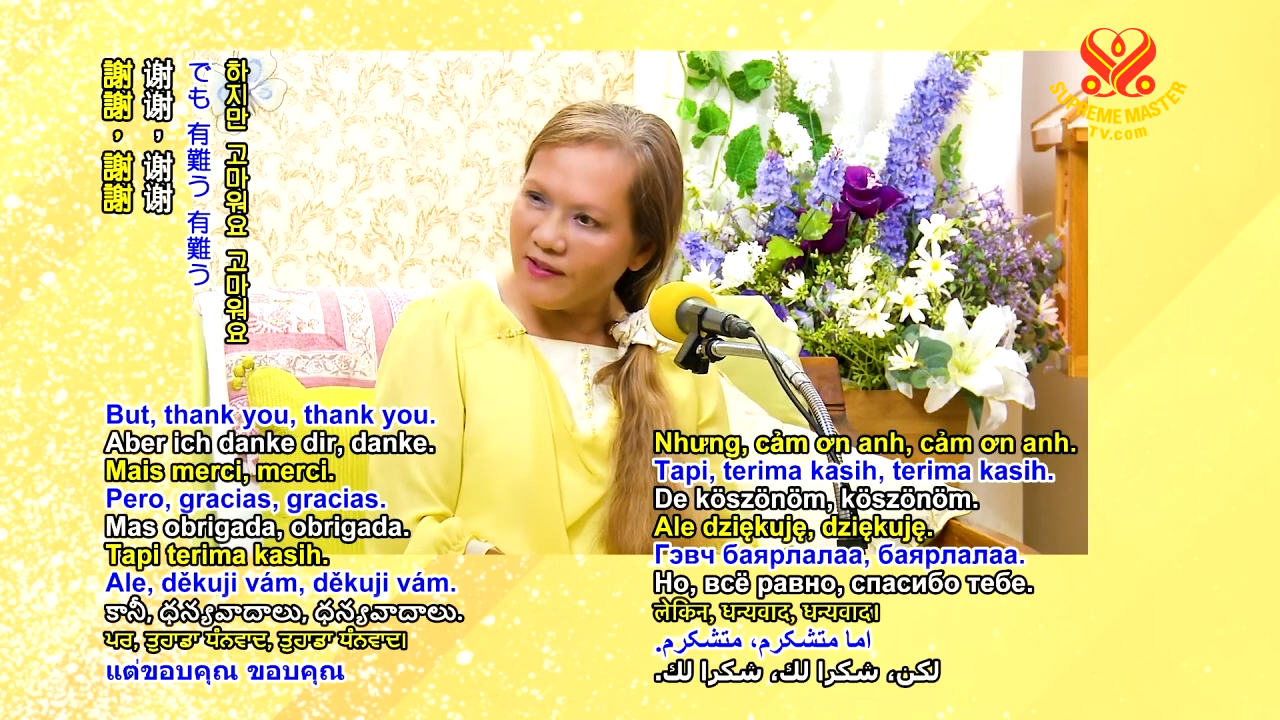 謝謝，謝謝
谢谢，谢谢
でも 有難う 有難う
하지만 고마워요 고마워요
SUPREME MASTER
TV.com
But, thank you, thank you.
Aber ich danke dir, danke.
Mais merci, merci.
Pero, gracias, gracias.
Mas obrigada, obrigada.
Tapi terima kasih.
Ale, děkuji vám, děkuji vám.
కానీ, ధన్యవాదాలు, ధన్యవాదాలు.
ਪਰ, ਤੁਹਾਡਾ ਧੰਨਵਾਦ, ਤੁਹਾਡਾ ਧੰਨਵਾਦ।
แต่ขอบคุณ ขอบคุณ
Nhưng, cảm ơn anh, cảm ơn anh.
Tapi, terima kasih, terima kasih.
De köszönöm, köszönöm.
Ale dziękuję, dziękuję.
Гэвч баярлалаа, баярлалаа.
Но, всё равно, спасибо тебе.
लेकिन, धन्यवाद, धन्यवाद।
اما متشکرم، متشکرم.
لكن، شكرا لك، شكرا لك.